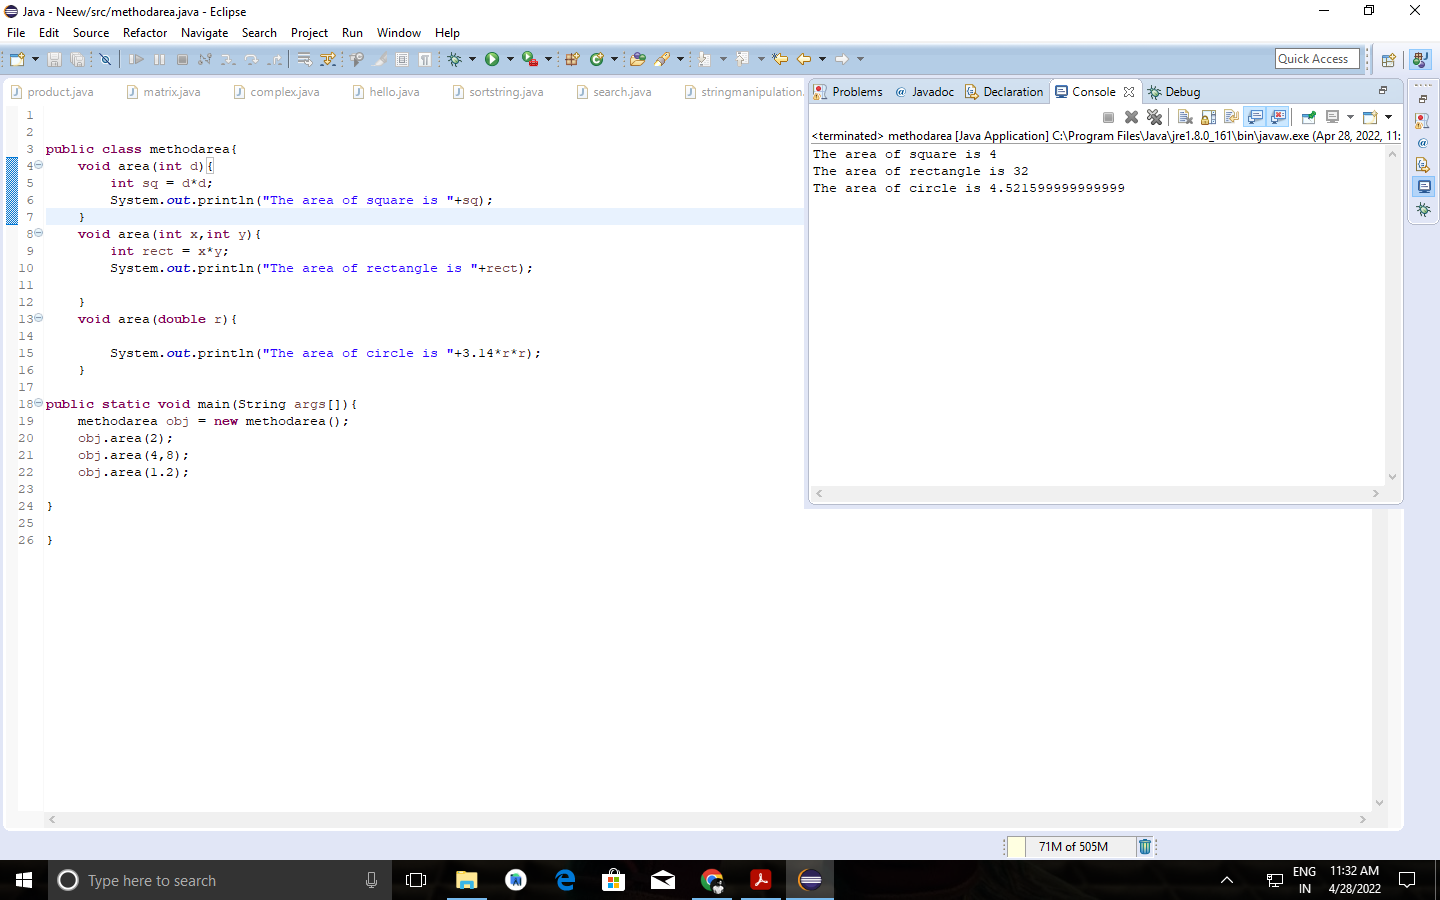 Java - Neew/src/methodarea.java - Eclipse
File Edit Source Refactor Navigate Search Project Run Window Help
Quick Access
product.java matrix.java complex.java hello.java sortstring.java search.java stringmanipulation.
1
2
3 public class methodarea{
4 void area(int d){
5 int sq = d*d;
6 System.out.println("The area of square is "+sq);
7 }
8 void area(int x,int y){
9 int rect = x*y;
10 System.out.println("The area of rectangle is "+rect);
11
12 }
13 void area(double r){
14
15 System.out.println("The area of circle is "+3.14*r*r);
16 }
17
18 public static void main(String args[]){
19 methodarea obj = new methodarea();
20 obj.area(2);
21 obj.area(4,8);
22 obj.area(1.2);
23
24 }
25
26 }
Problems @ Javadoc Declaration Console Debug
<terminated> methodarea [Java Application] C:\Program Files\Java\jre1.8.0_161\bin\javaw.exe (Apr 28, 2022, 11:
The area of square is 4
The area of rectangle is 32
The area of circle is 4.521599999999999
71M of 505M
Type here to search
ENG
IN
11:32 AM
4/28/2022